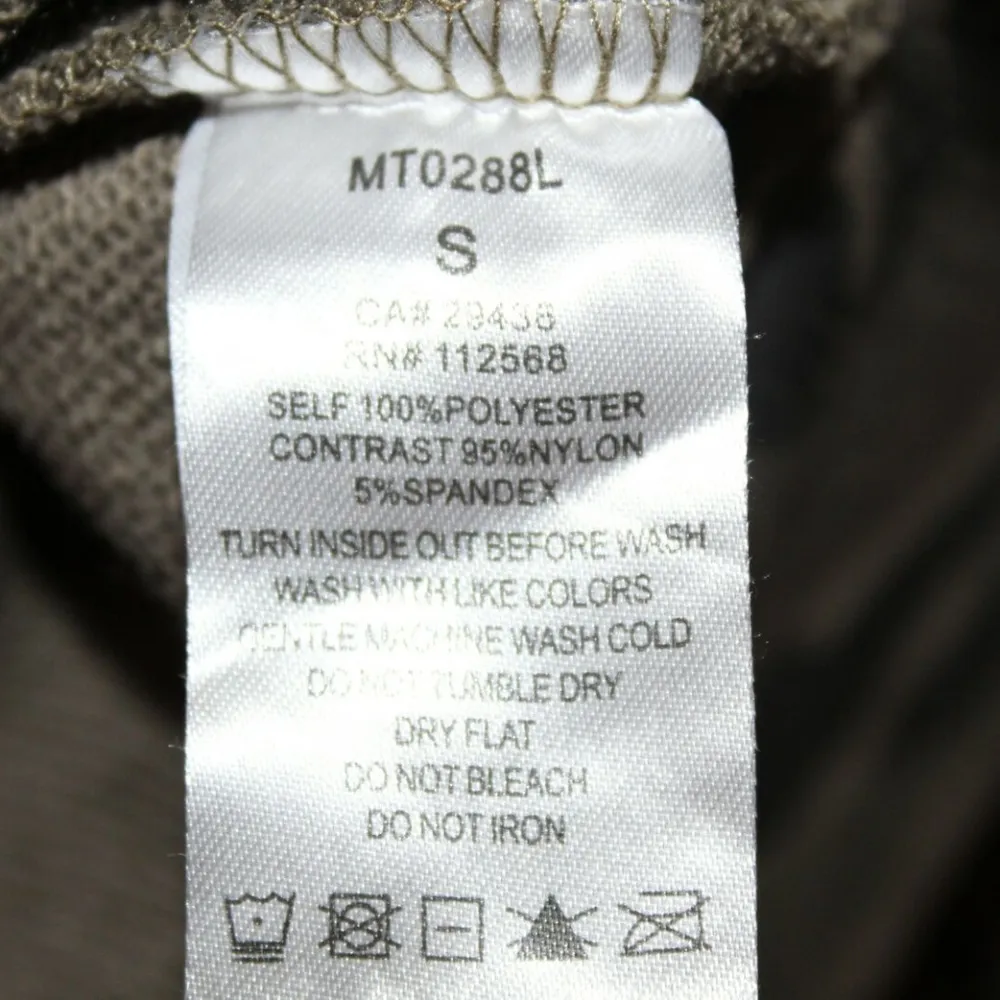 MT0288L
S
CA# 29438
RN# 112568
SELF 100%POLYESTER
CONTRAST 95%NYLON
5%SPANDEX
TURN INSIDE OUT BEFORE WASH
WASH WITH LIKE COLORS
GENTLE MACHINE WASH COLD
DO NOT TUMBLE DRY
DRY FLAT
DO NOT BLEACH
DO NOT IRON